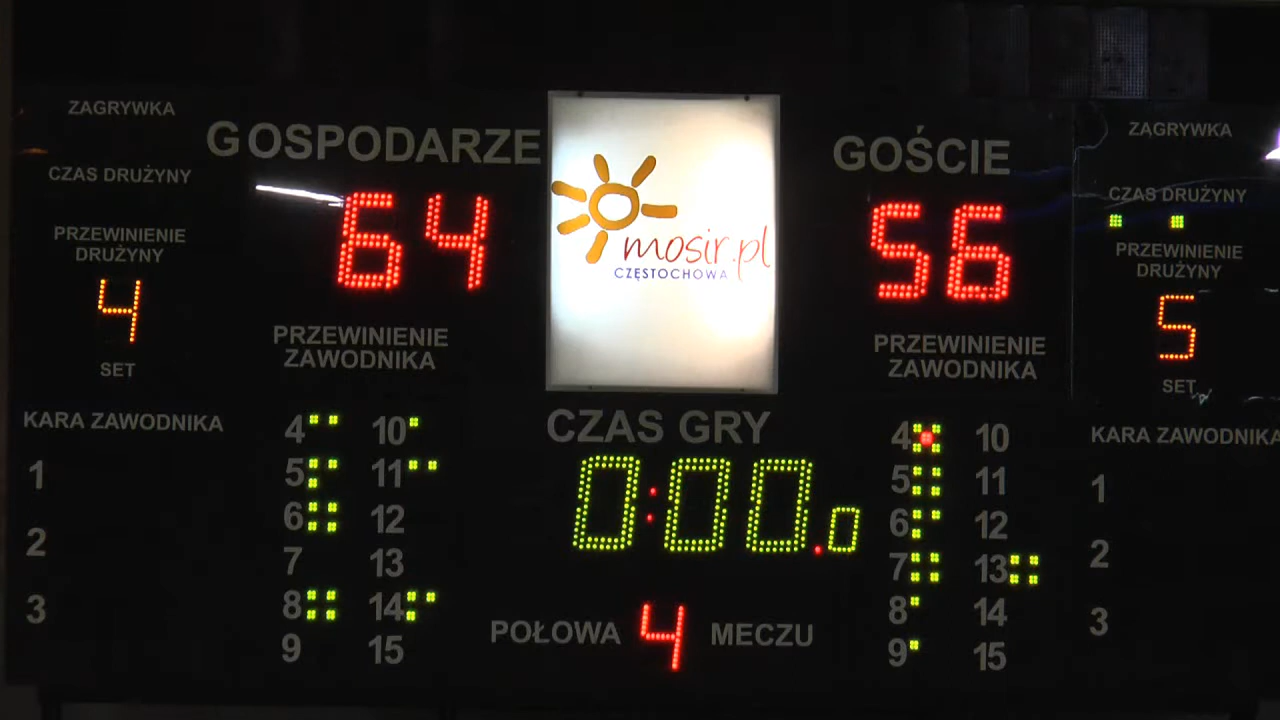 ZAGRYWKA
GOSPODARZE
GOŚCIE
ZAGRYWKA
CZAS DRUŻYNY
CZAS DRUŻYNY
64
56
PRZEWINIENIE
DRUŻYNY
PRZEWINIENIE
DRUŻYNY
mosir.pl
CZĘSTOCHOWA
4
5
PRZEWINIENIE
ZAWODNIKA
PRZEWINIENIE
ZAWODNIKA
SET
SET
KARA ZAWODNIKA
CZAS GRY
KARA ZAWODNIKA
1
2
3
4 10
5 11
6 12
7 13
8 14
9 15
0:00.0
POŁOWA 4 MECZU
4 10
5 11
6 12
7 13
8 14
9 15
1
2
3